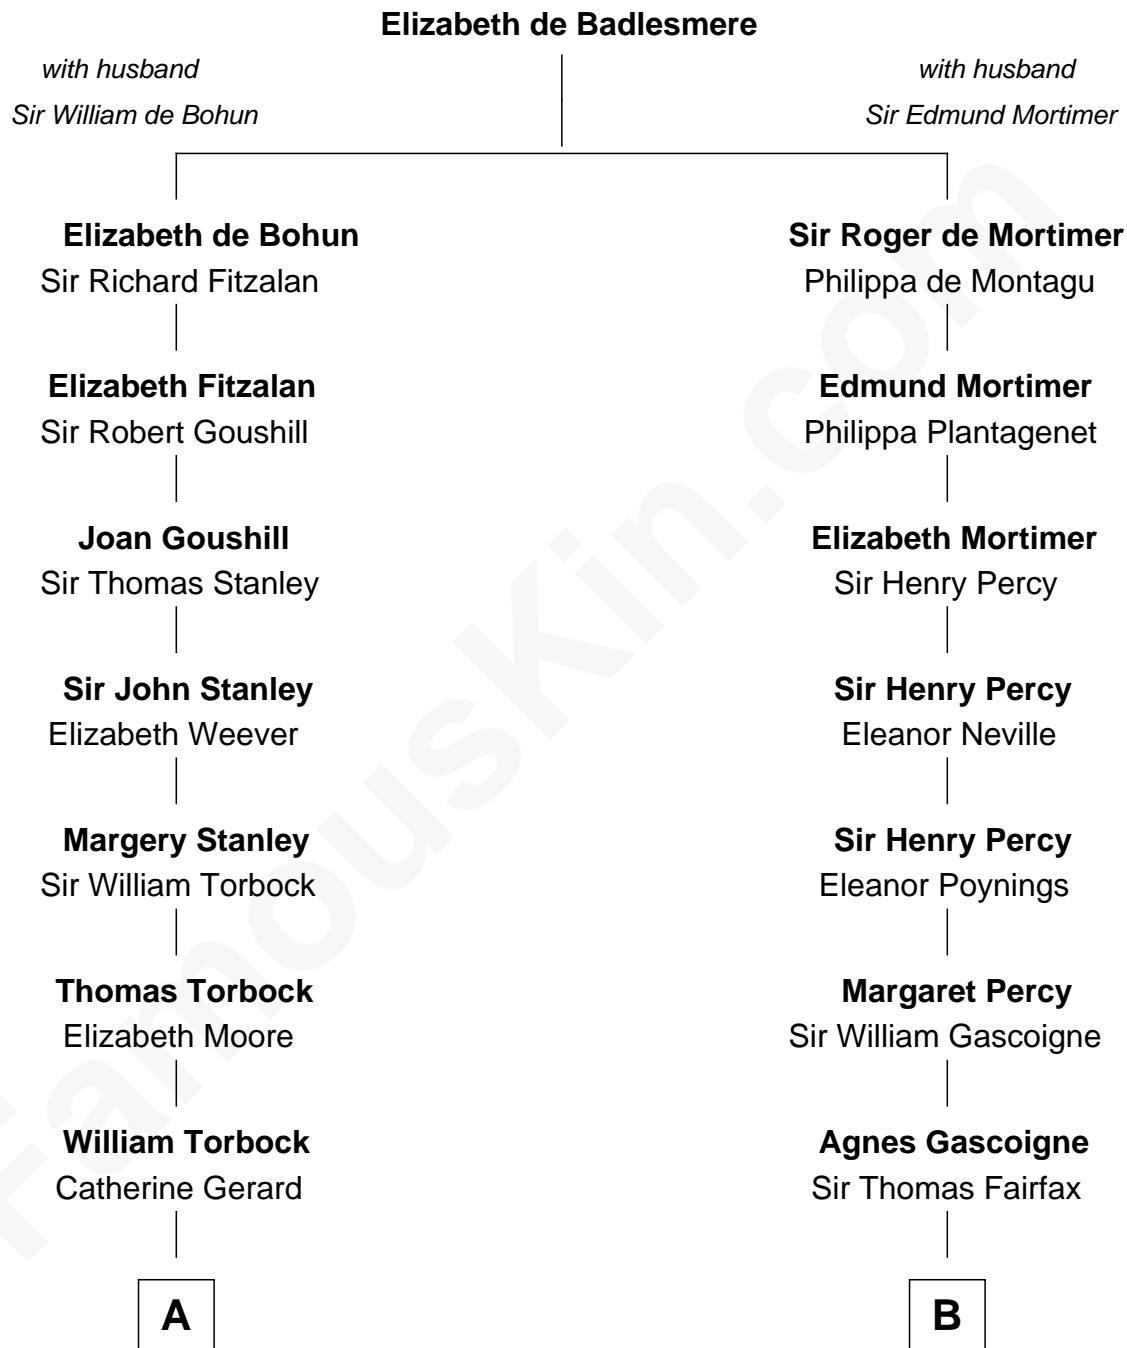 Elizabeth de Badlesmere
with husband
Sir William de Bohun
with husband
Sir Edmund Mortimer
Elizabeth de Bohun
Sir Richard Fitzalan
Sir Roger de Mortimer
Philippa de Montagu
Elizabeth Fitzalan
Sir Robert Goushill
Edmund Mortimer
Philippa Plantagenet
Joan Goushill
Sir Thomas Stanley
Elizabeth Mortimer
Sir Henry Percy
Sir John Stanley
Elizabeth Weever
Sir Henry Percy
Eleanor Neville
Margery Stanley
Sir William Torbock
Sir Henry Percy
Eleanor Poynings
Thomas Torbock
Elizabeth Moore
Margaret Percy
Sir William Gascoigne
William Torbock
Catherine Gerard
Agnes Gascoigne
Sir Thomas Fairfax
A
B
FamousKin.com